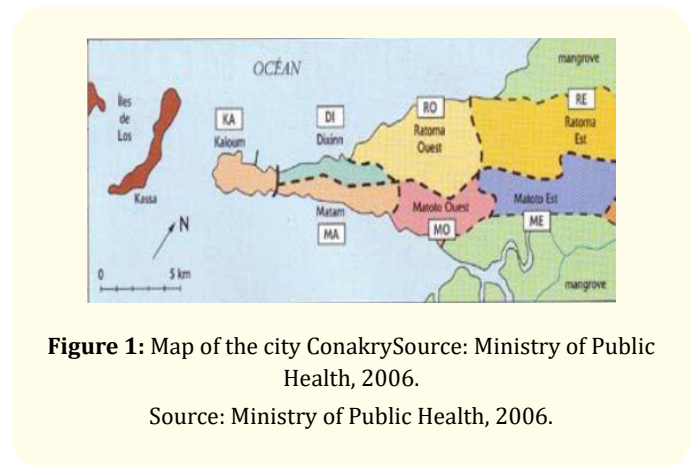 OCÉAN
mangrove
Îles
de
Los
KA
Kaloum
DI
Dixinn
RO
Ratoma
Ouest
RE
Ratoma
Est
Kassa
N
Matam
MA
Matoto Ouest
MO
Matoto Est
ME
0
5 km
mangrove
Figure 1: Map of the city ConakrySource: Ministry of Public
Health, 2006.
Source: Ministry of Public Health, 2006.